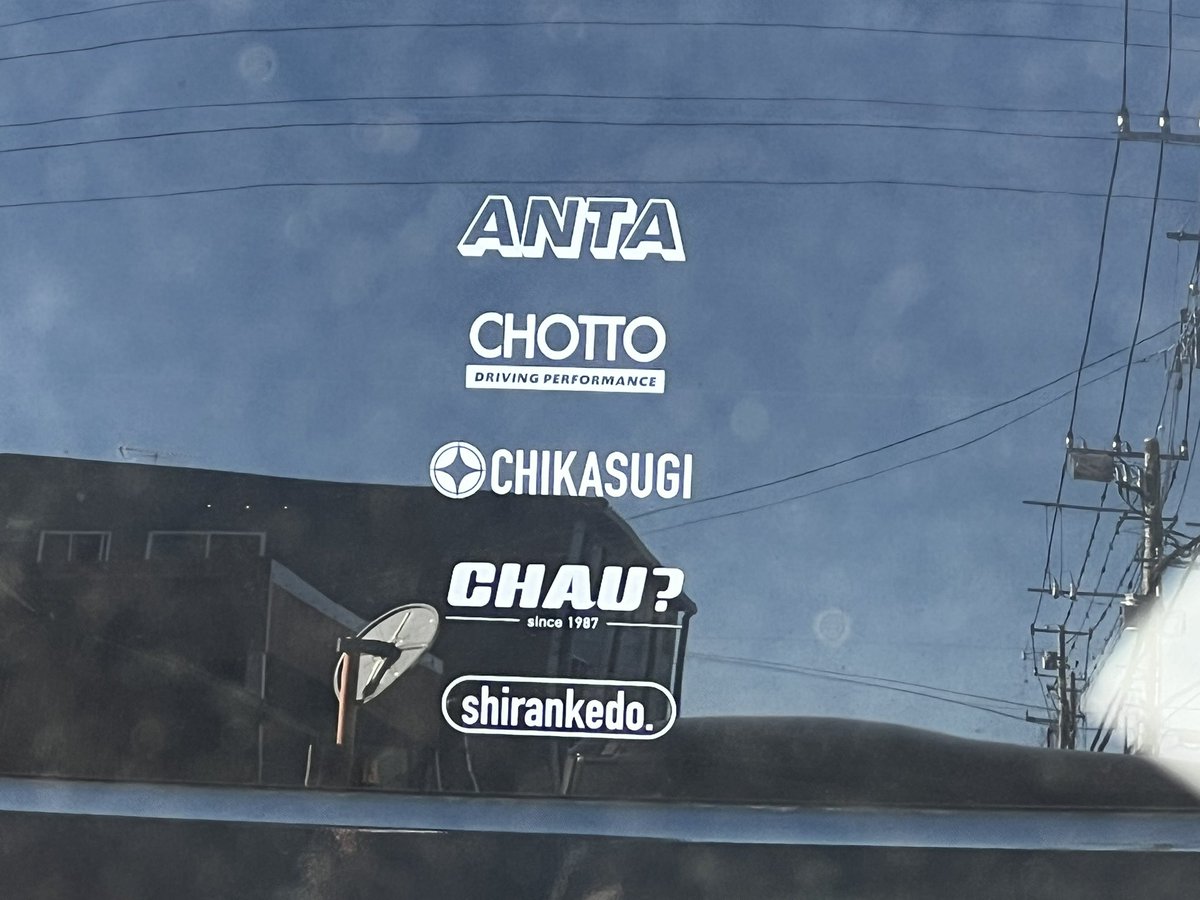 ANTA
CHOTTO
DRIVING PERFORMANCE
CHIKASUGI
CHAU?
since 1987
shirankedo.